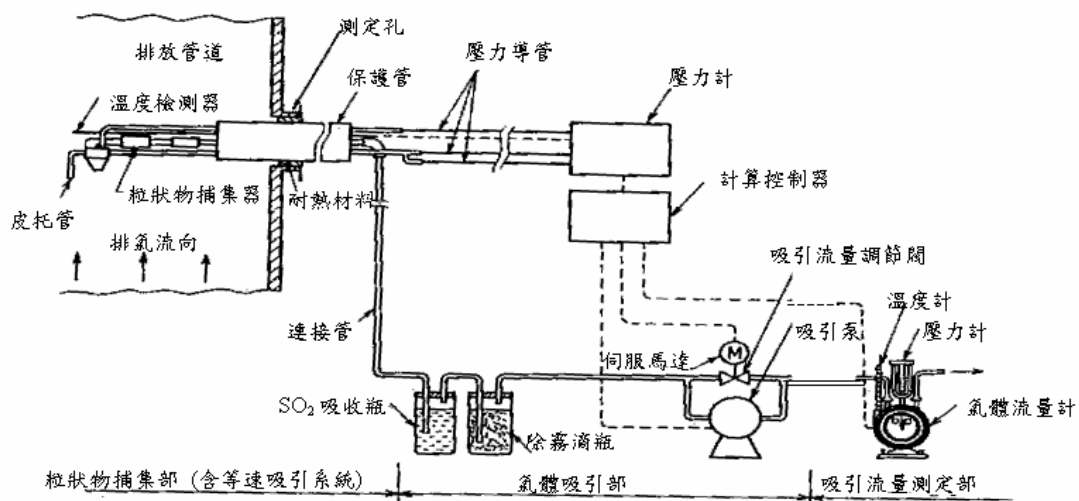 測定孔
排放管道
保護管
壓力導管
壓力計
溫度檢測器
粒狀物捕集器
耐熱材料
計算控制器
皮托管
排氣流向
吸引流量調節閥
溫度計
連接管
吸引泵
壓力計
伺服馬達
M
SO₂吸收瓶
除霧滴瓶
氣體流量計
粒狀物捕集部(含等速吸引系統)
氣體吸引部
吸引流量測定部